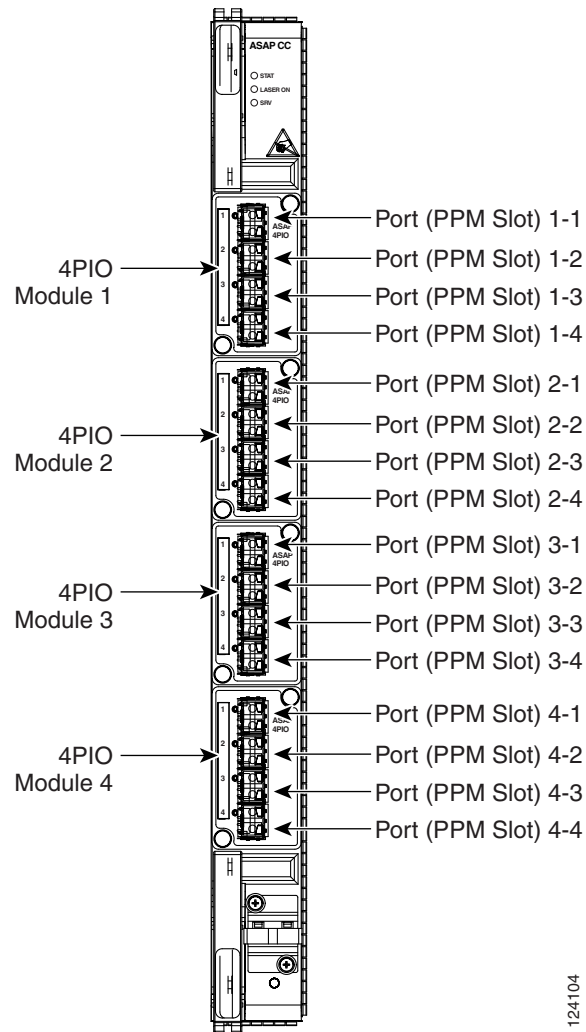 ASAP CC
STAT
LASER ON
SRV
4PIO
Module 1
1
2
3
4
ASAP
4PIO
Port (PPM Slot) 1-1
Port (PPM Slot) 1-2
Port (PPM Slot) 1-3
Port (PPM Slot) 1-4
4PIO
Module 2
1
2
3
4
ASAP
4PIO
Port (PPM Slot) 2-1
Port (PPM Slot) 2-2
Port (PPM Slot) 2-3
Port (PPM Slot) 2-4
4PIO
Module 3
1
2
3
4
ASAP
4PIO
Port (PPM Slot) 3-1
Port (PPM Slot) 3-2
Port (PPM Slot) 3-3
Port (PPM Slot) 3-4
4PIO
Module 4
1
2
3
4
ASAP
4PIO
Port (PPM Slot) 4-1
Port (PPM Slot) 4-2
Port (PPM Slot) 4-3
Port (PPM Slot) 4-4
124104